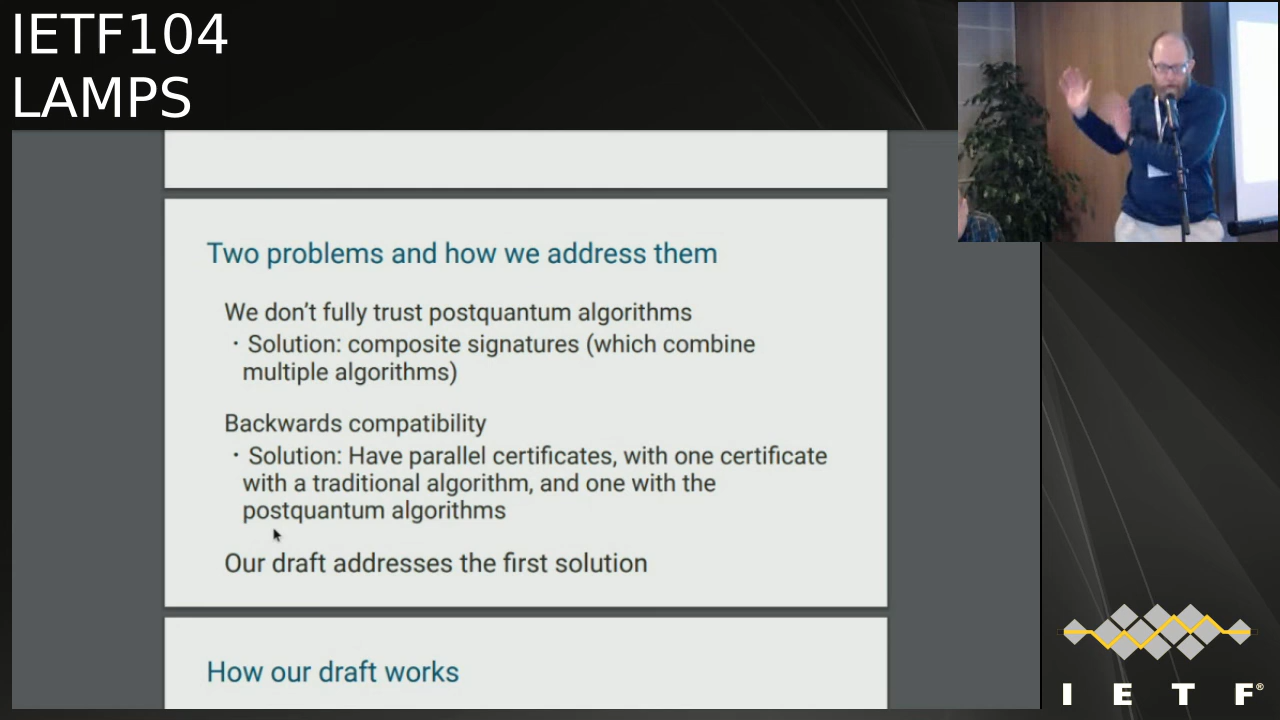 IETF104
LAMPS
Two problems and how we address them
We don’t fully trust postquantum algorithms
· Solution: composite signatures (which combine
multiple algorithms)
Backwards compatibility
· Solution: Have parallel certificates, with one certificate
with a traditional algorithm, and one with the
postquantum algorithms
Our draft addresses the first solution
How our draft works
I E T F®